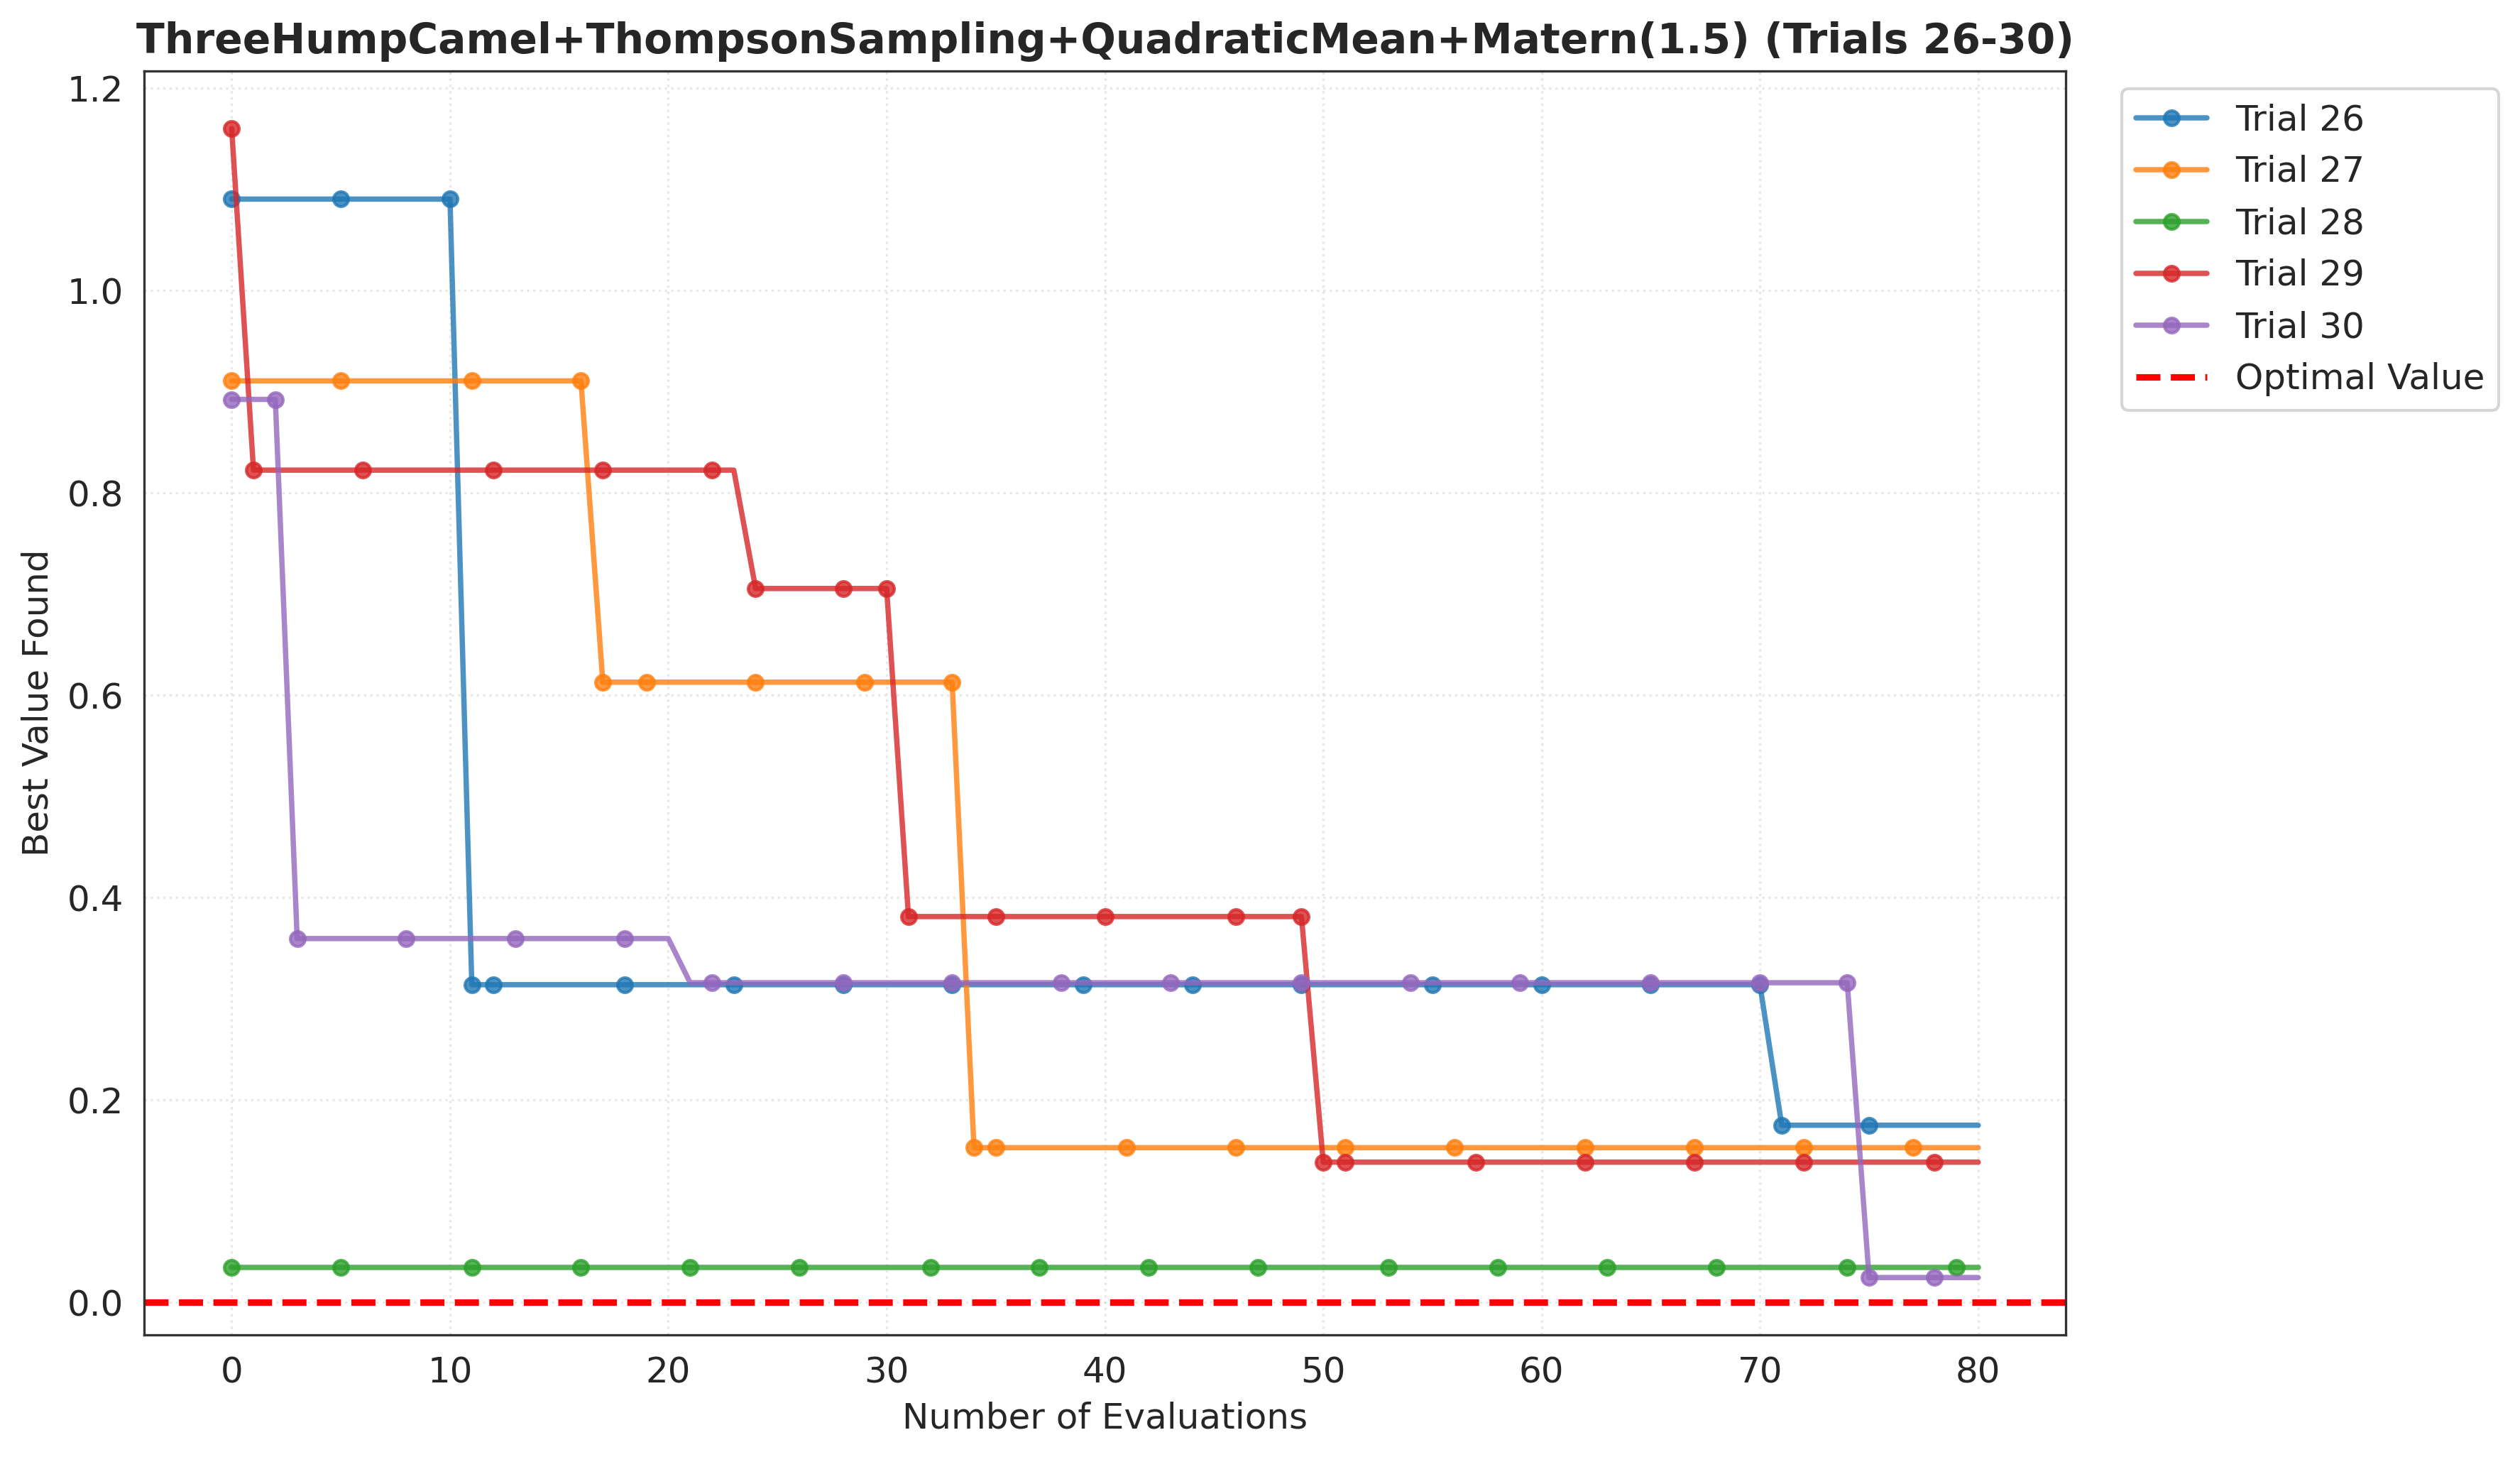 ThreeHumpCamel+ThompsonSampling+QuadraticMean+Matern(1.5) (Trials 26-30)
Best Value Found
1.2
1.0
0.8
0.6
0.4
0.2
0.0
0 10 20 30 40 50 60 70 80
Number of Evaluations
Trial 26
Trial 27
Trial 28
Trial 29
Trial 30
Optimal Value